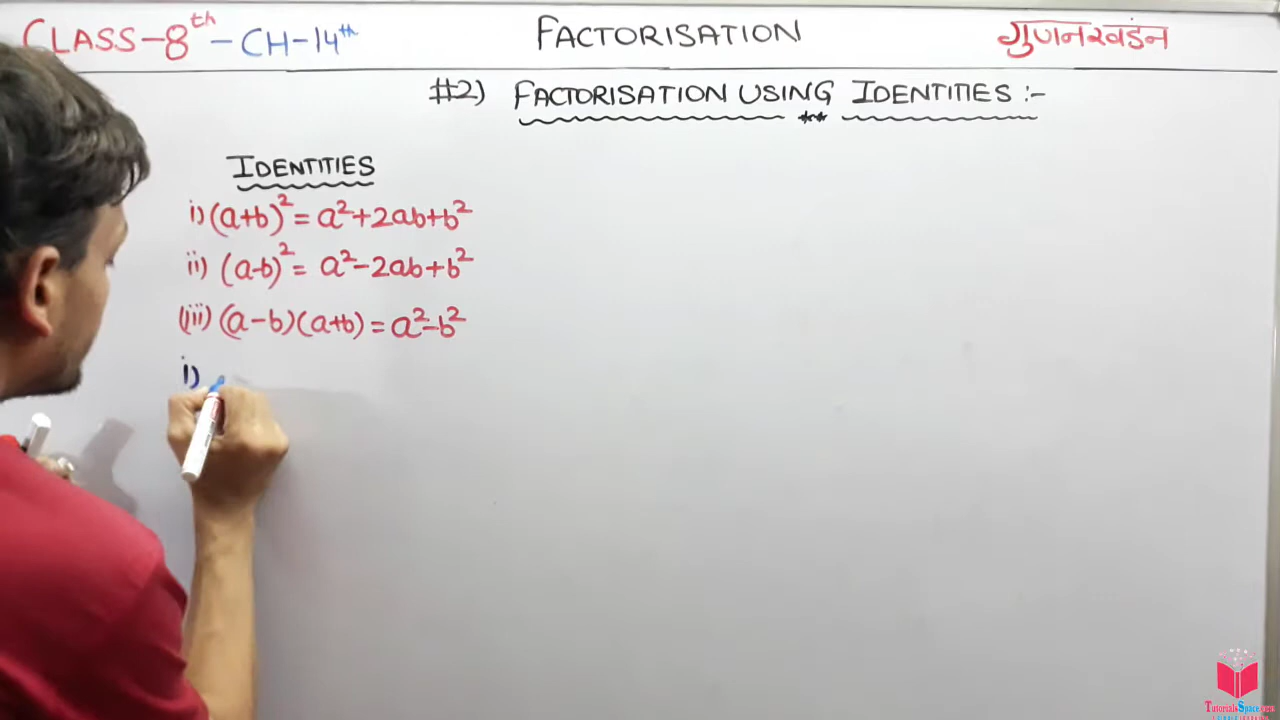 CLASS-8th-CH-14th FACTORISATION गुणनखंडन
#2) FACTORISATION USING IDENTITIES :-
IDENTITIES
i) (a+b)² = a²+2ab+b²
ii) (a-b)² = a²-2ab+b²
(iii) (a-b)(a+b) = a²-b²
i)
TutorialsSpace